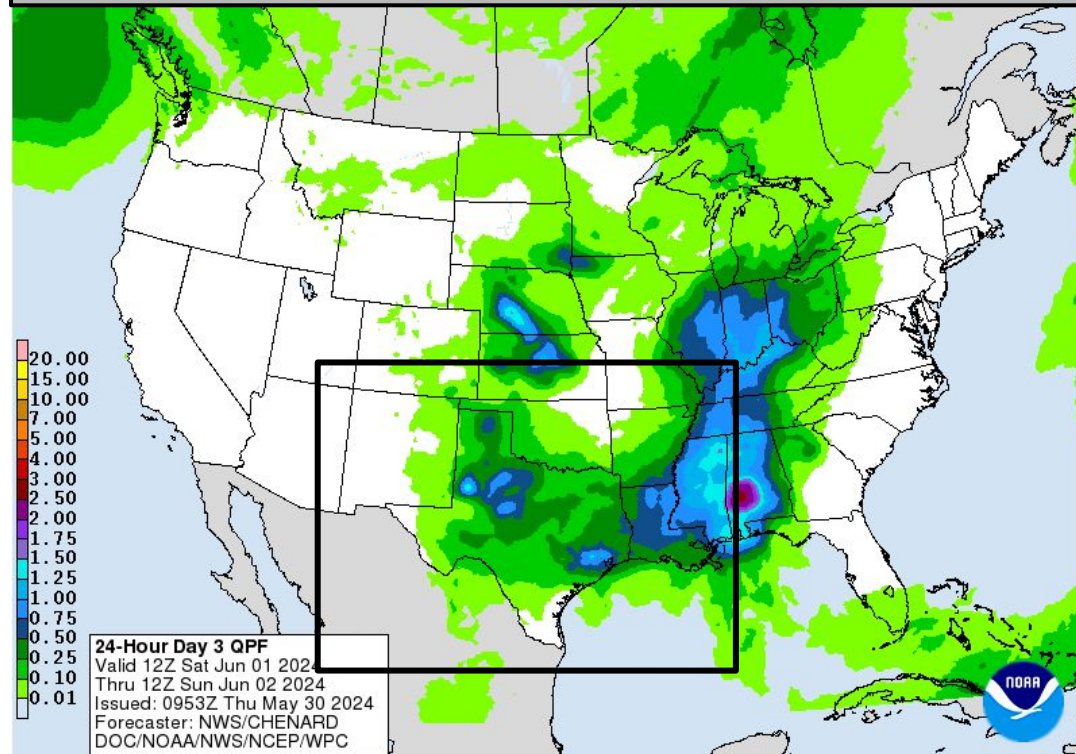 20.00
15.00
10.00
7.00
5.00
4.00
3.00
2.50
2.00
1.75
1.50
1.25
1.00
0.75
0.50
0.25
0.10
0.01
24-Hour Day 3 QPF
Valid 12Z Sat Jun 01 2024
Thru 12Z Sun Jun 02 2024
Issued: 0953Z Thu May 30 2024
Forecaster: NWS/CHENARD
DOC/NOAA/NWS/NCEP/WPC
NOAA